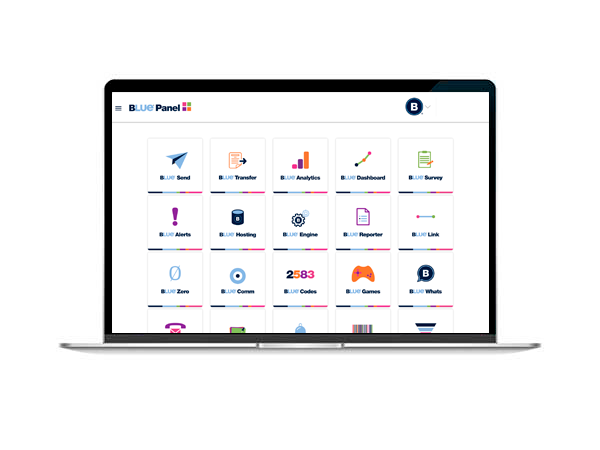 BLUE Panel
B
BLUE Send
BLUE Transfer
BLUE Analytics
BLUE Dashboard
BLUE Survey
BLUE Alerts
B
BLUE Hosting
B
BLUE Engine
BLUE Reporter
BLUE Link
0
BLUE Zero
BLUE Comm
2583
BLUE Codes
BLUE Games
B
BLUE Whats